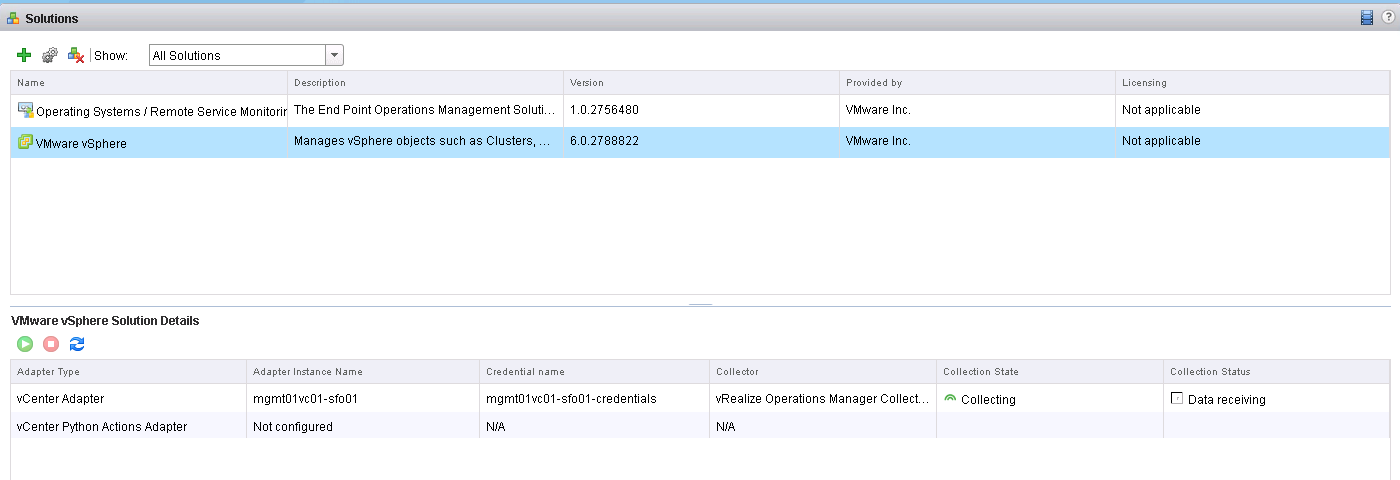 Solutions
?
Show: All Solutions
Name Description Version Provided by Licensing
Operating Systems / Remote Service Monitorin The End Point Operations Management Soluti... 1.0.2756480 VMware Inc. Not applicable
VMware vSphere Manages vSphere objects such as Clusters, ... 6.0.2788822 VMware Inc. Not applicable
VMware vSphere Solution Details
Adapter Type Adapter Instance Name Credential name Collector Collection State Collection Status
vCenter Adapter mgmt01vc01-sfo01 mgmt01vc01-sfo01-credentials vRealize Operations Manager Collect... Collecting Data receiving
vCenter Python Actions Adapter Not configured N/A N/A